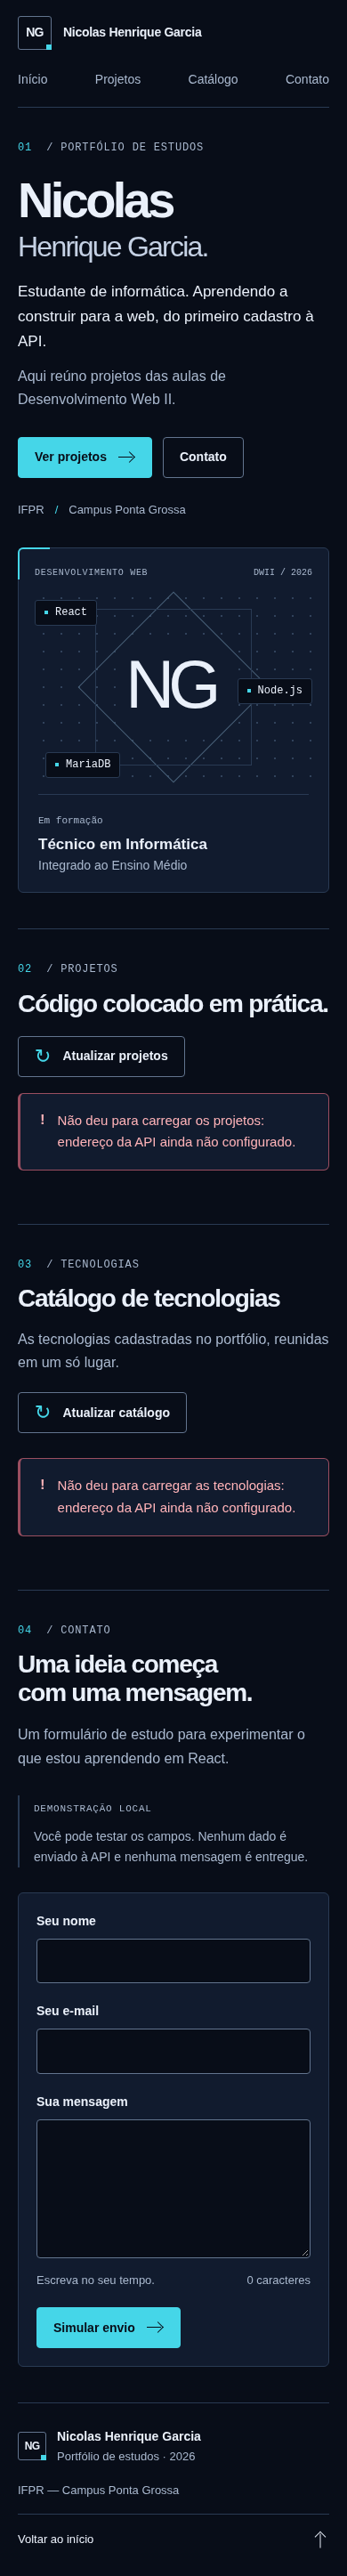 NG Nicolas Henrique Garcia
Início Projetos Catálogo Contato
01 / PORTFÓLIO DE ESTUDOS
Nicolas
Henrique Garcia.
Estudante de informática. Aprendendo a
construir para a web, do primeiro cadastro à
API.
Aqui reúno projetos das aulas de
Desenvolvimento Web II.
Ver projetos → Contato
IFPR / Campus Ponta Grossa
DESENVOLVIMENTO WEB DWII / 2026
React
NG
Node.js
MariaDB
Em formação
Técnico em Informática
Integrado ao Ensino Médio
02 / PROJETOS
Código colocado em prática.
↻ Atualizar projetos
! Não deu para carregar os projetos:
endereço da API ainda não configurado.
03 / TECNOLOGIAS
Catálogo de tecnologias
As tecnologias cadastradas no portfólio, reunidas
em um só lugar.
↻ Atualizar catálogo
! Não deu para carregar as tecnologias:
endereço da API ainda não configurado.
04 / CONTATO
Uma ideia começa
com uma mensagem.
Um formulário de estudo para experimentar o
que estou aprendendo em React.
DEMONSTRAÇÃO LOCAL
Você pode testar os campos. Nenhum dado é
enviado à API e nenhuma mensagem é entregue.
Seu nome
Seu e-mail
Sua mensagem
Escreva no seu tempo. 0 caracteres
Simular envio →
NG Nicolas Henrique Garcia
Portfólio de estudos · 2026
IFPR — Campus Ponta Grossa
Voltar ao início ↑